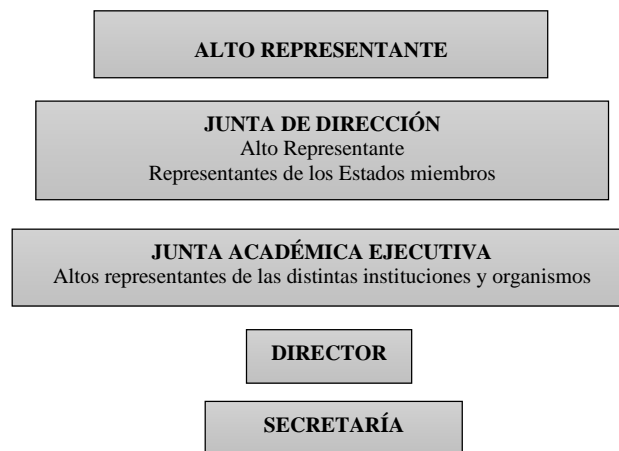 ALTO REPRESENTANTE
JUNTA DE DIRECCIÓN
Alto Representante
Representantes de los Estados miembros
JUNTA ACADÉMICA EJECUTIVA
Altos representantes de las distintas instituciones y organismos
DIRECTOR
SECRETARÍA